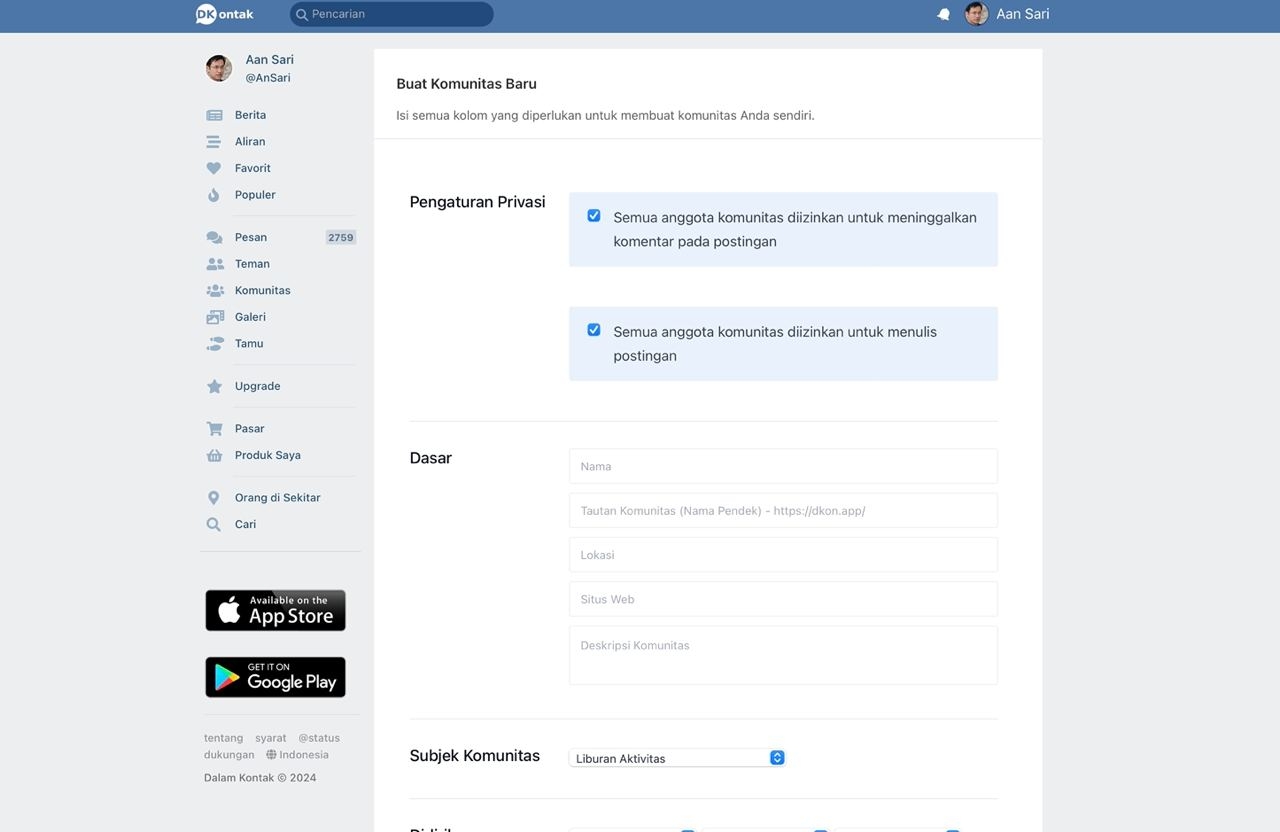 DKontak
Pencarian
Aan Sari
Aan Sari
@AnSari
Berita
Aliran
Favorit
Populer
Pesan 2759
Teman
Komunitas
Galeri
Tamu
Upgrade
Pasar
Produk Saya
Orang di Sekitar
Cari
Available on the
App Store
GET IT ON
Google Play
tentang syarat @status
dukungan Indonesia
Dalam Kontak © 2024
Buat Komunitas Baru
Isi semua kolom yang diperlukan untuk membuat komunitas Anda sendiri.
Pengaturan Privasi
Semua anggota komunitas diizinkan untuk meninggalkan
komentar pada postingan
Semua anggota komunitas diizinkan untuk menulis
postingan
Dasar
Nama
Tautan Komunitas (Nama Pendek) - https://dkon.app/
Lokasi
Situs Web
Deskripsi Komunitas
Subjek Komunitas
Liburan Aktivitas